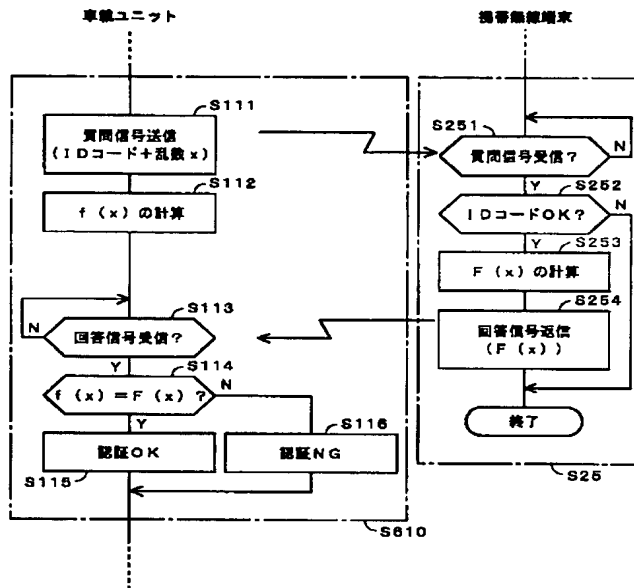 車載ユニット
S111
質問信号送信
(IDコード+乱数x)
S112
f(x)の計算
S113
回答信号受信?
N
Y
S114
f(x)=F(x)?
N
Y
認証OK
S115
S116
認証NG
S610
携帯無線端末
S251
質問信号受信?
N
Y
S252
IDコードOK?
N
Y
S253
F(x)の計算
S254
回答信号返信
(F(x))
終了
S25